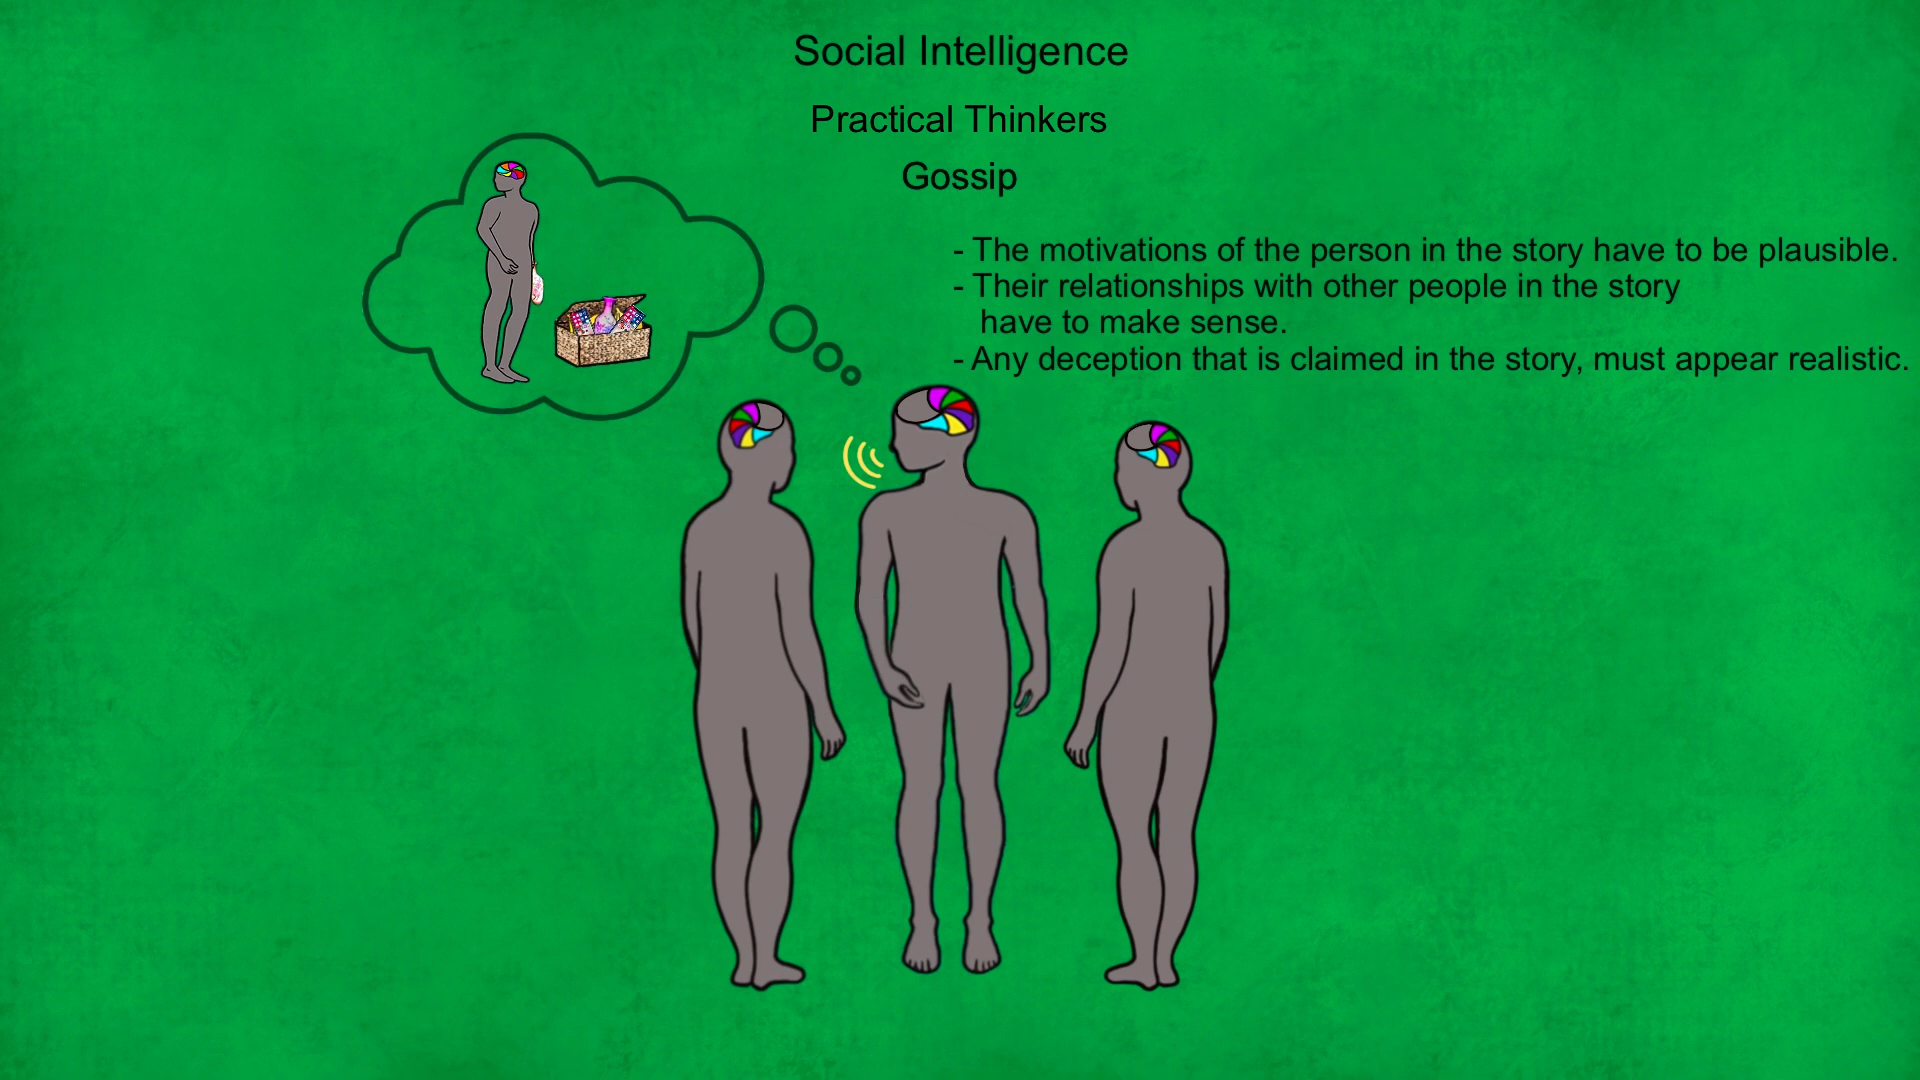 Social Intelligence
Practical Thinkers
Gossip
- The motivations of the person in the story have to be plausible.
- Their relationships with other people in the story
have to make sense.
- Any deception that is claimed in the story, must appear realistic.